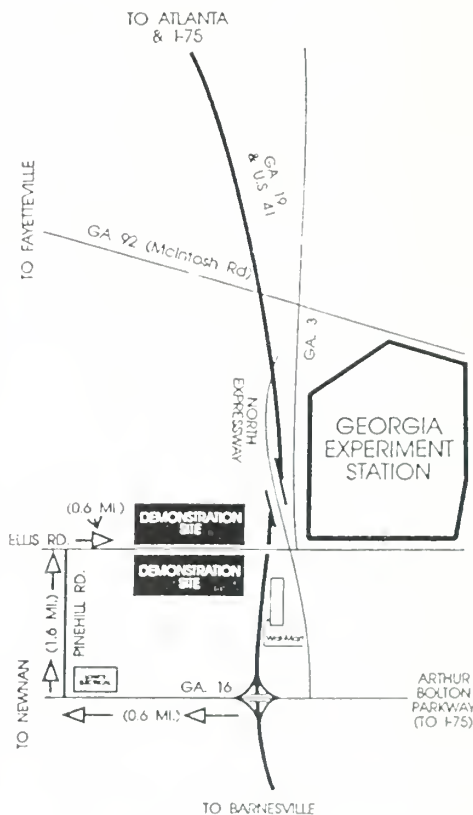 TO ATLANTA
& I-75
GA. 19
& U.S 41
TO FAYETTEVILLE
GA 92 (McIntosh Rd)
GA. 3
NORTH
EXPRESSWAY
GEORGIA
EXPERIMENT
STATION
(0.6 MI.)
DEMONSTRATION
SITE
ELLIS RD.
DEMONSTRATION
SITE
PINEHILL RD.
(1.6 MI.)
Wal-Mart
TO NEWNAN
GA. 16
(0.6 MI.)
ARTHUR
BOLTON
PARKWAY
(TO I-75)
TO BARNESVILLE